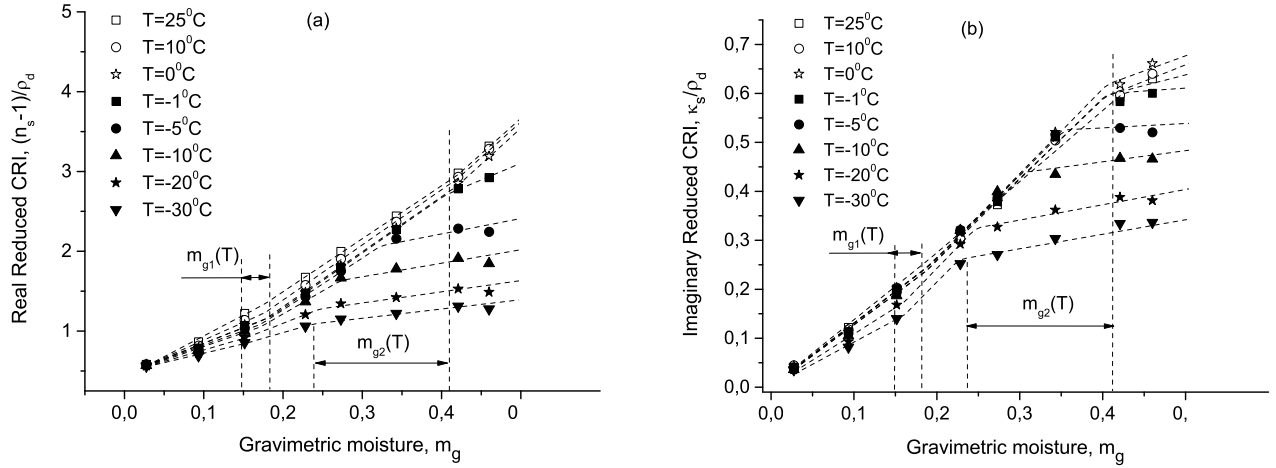 (a)
T=25⁰C
T=10⁰C
T=0⁰C
T=-1⁰C
T=-5⁰C
T=-10⁰C
T=-20⁰C
T=-30⁰C
5
4
3
2
1
Real Reduced CRI, (nₛ-1)/ρ_d
m_g1(T)
m_g2(T)
0,0 0,1 0,2 0,3 0,4 0
Gravimetric moisture, m_g
(b)
T=25⁰C
T=10⁰C
T=0⁰C
T=-1⁰C
T=-5⁰C
T=-10⁰C
T=-20⁰C
T=-30⁰C
0,7
0,6
0,5
0,4
0,3
0,2
0,1
0,0
Imaginary Reduced CRI, κₛ/ρ_d
m_g1(T)
m_g2(T)
0,0 0,1 0,2 0,3 0,4 0,
Gravimetric moisture, m_g